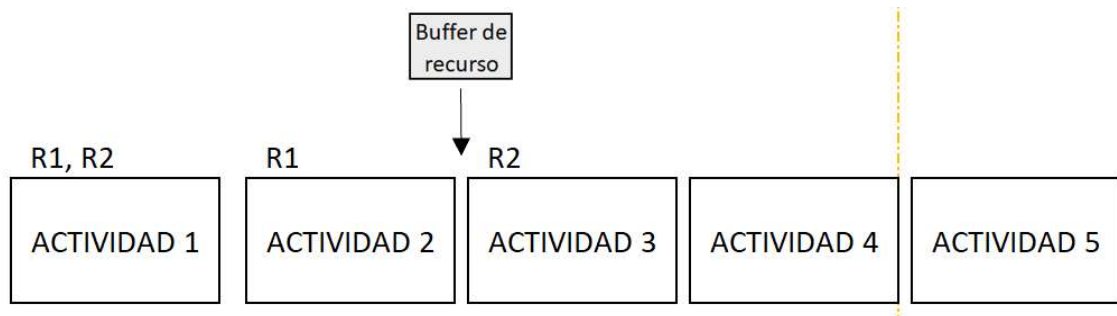 Buffer de
recurso
R1, R2
R1
R2
ACTIVIDAD 1
ACTIVIDAD 2
ACTIVIDAD 3
ACTIVIDAD 4
ACTIVIDAD 5